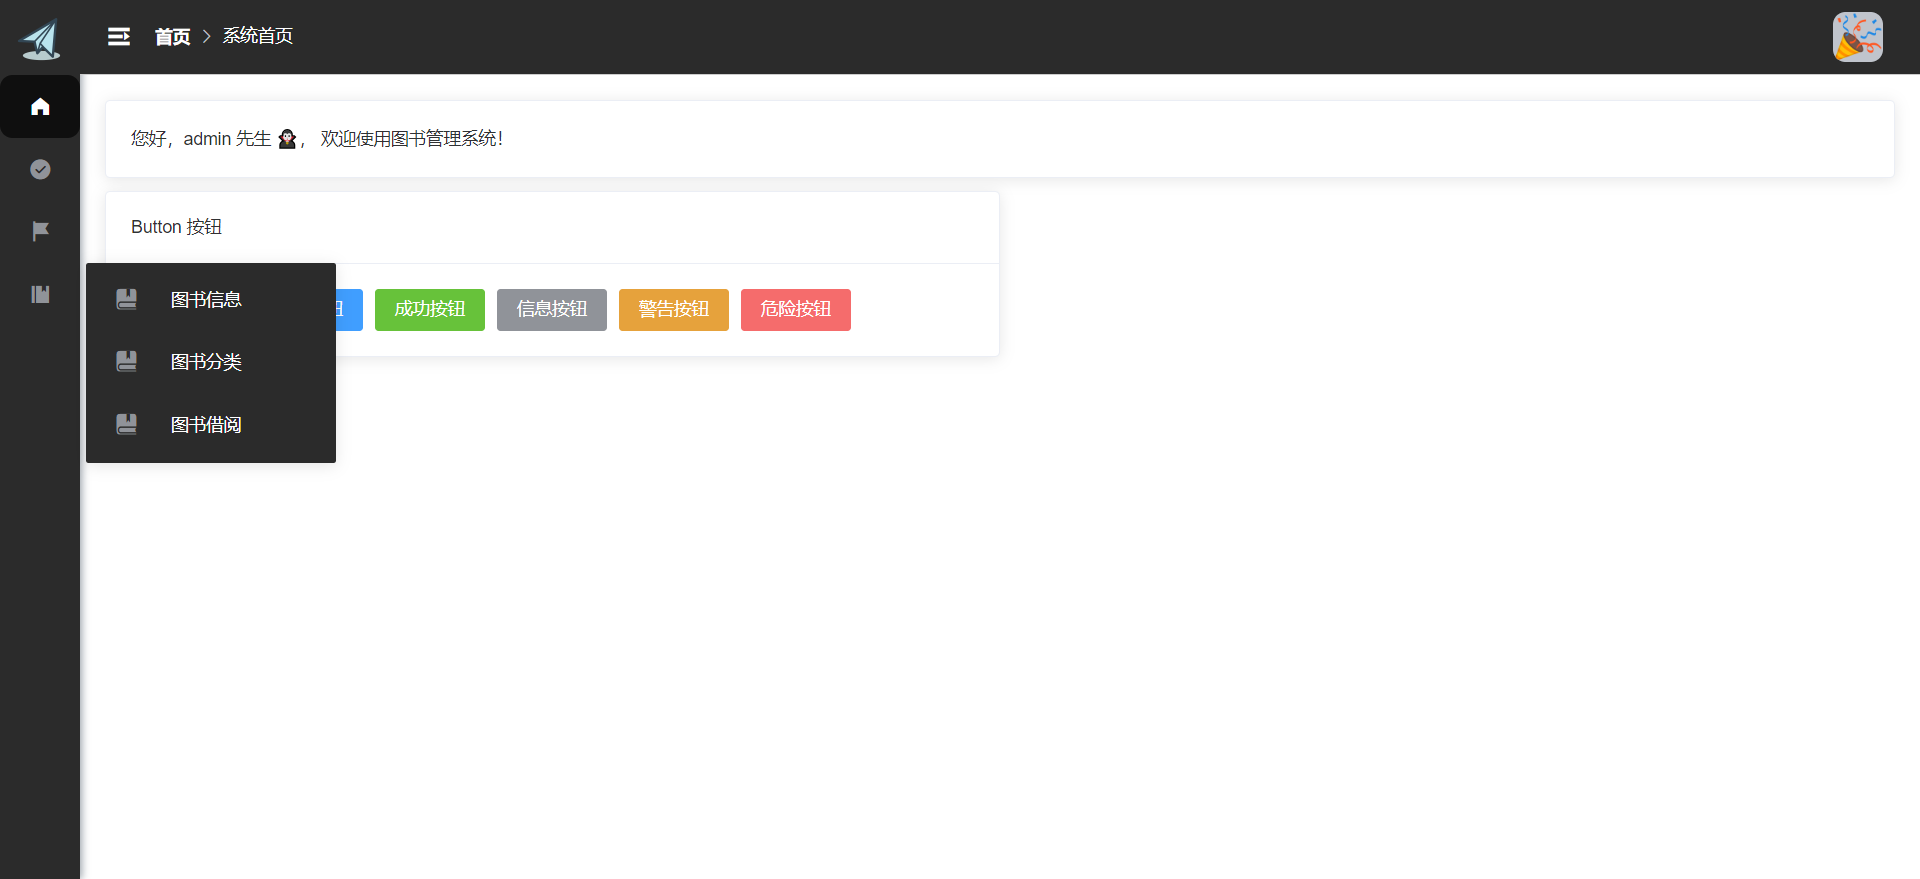 首页 > 系统首页
您好，admin 先生 🧛🏻， 欢迎使用图书管理系统！
Button 按钮
图书信息
图书分类
图书借阅
成功按钮 信息按钮 警告按钮 危险按钮